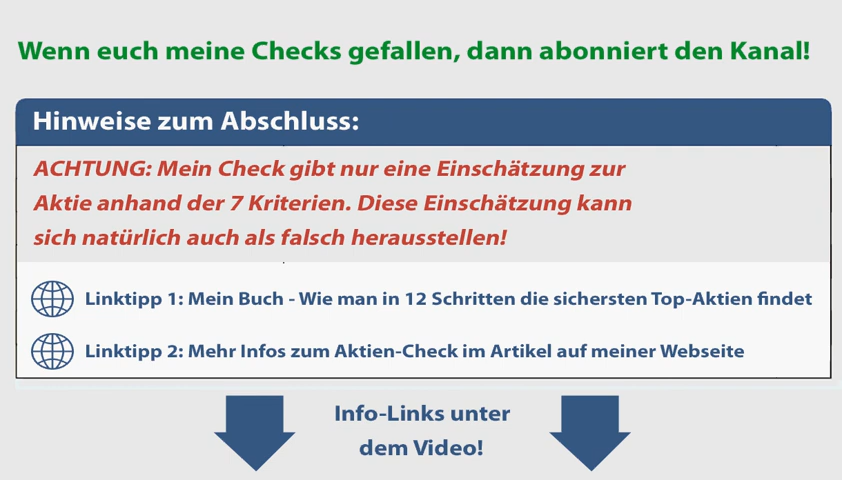 Wenn euch meine Checks gefallen, dann abonniert den Kanal!
Hinweise zum Abschluss:
ACHTUNG: Mein Check gibt nur eine Einschätzung zur
Aktie anhand der 7 Kriterien. Diese Einschätzung kann
sich natürlich auch als falsch herausstellen!
Linktipp 1: Mein Buch - Wie man in 12 Schritten die sichersten Top-Aktien findet
Linktipp 2: Mehr Infos zum Aktien-Check im Artikel auf meiner Webseite
Info-Links unter
dem Video!